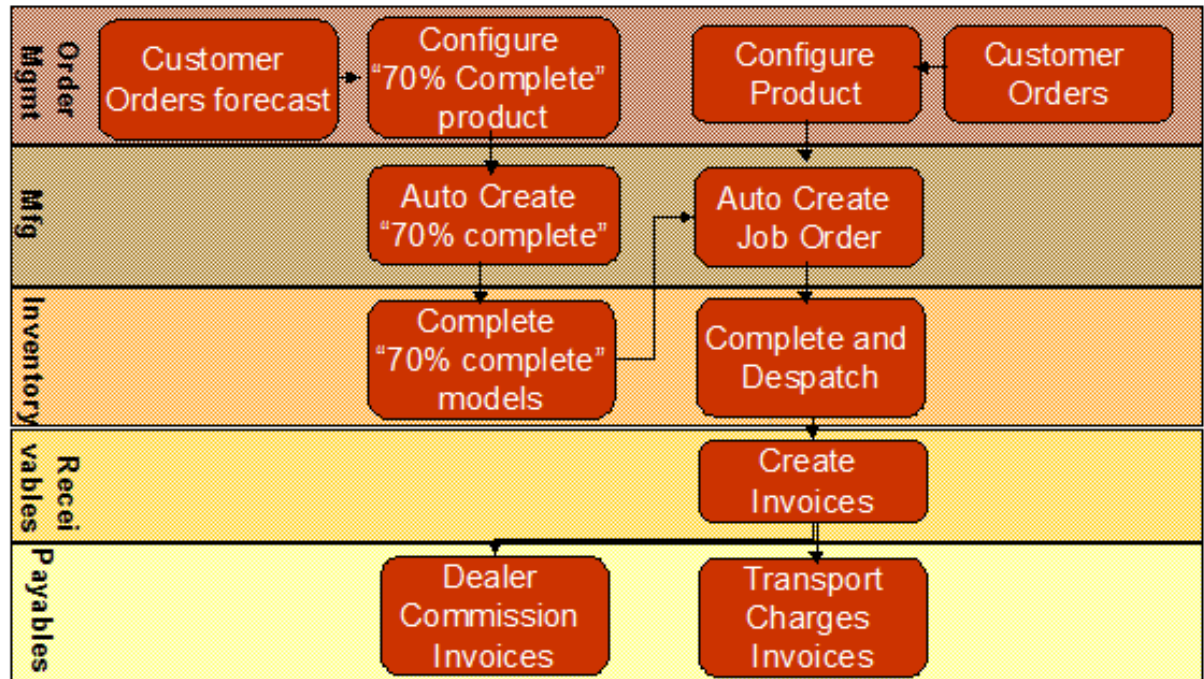 Order
Mgmt
Customer
Orders forecast
Configure
“70% Complete”
product
Configure
Product
Customer
Orders
Mfg
Auto Create
“70% complete”
Auto Create
Job Order
Inventory
Complete
“70% complete”
models
Complete and
Despatch
Recei
vables
Create
Invoices
Payables
Dealer
Commission
Invoices
Transport
Charges
Invoices